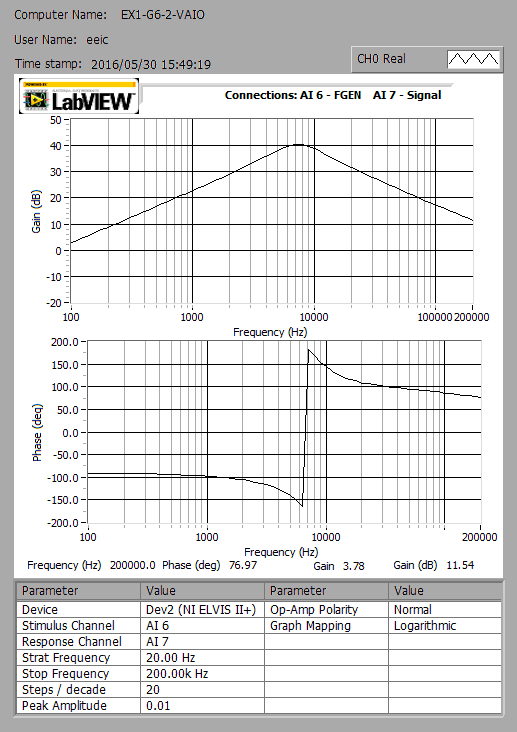 Computer Name: EX1-G6-2-VAIO
User Name: eeic
Time stamp: 2016/05/30 15:49:19
CH0 Real
POWERED BY
LabVIEW™
Connections: AI 6 - FGEN AI 7 - Signal
Gain (dB)
50
40
30
20
10
0
-10
-20
100 1000 10000 100000 200000
Frequency (Hz)
Phase (deq)
200.0
150.0
100.0
50.0
0.0
-50.0
-100.0
-150.0
-200.0
100 1000 10000 200000
Frequency (Hz)
Frequency (Hz) 200000.0 Phase (deg) 76.97 Gain 3.78 Gain (dB) 11.54
Parameter Value Parameter Value
Device Dev2 (NI ELVIS II+) Op-Amp Polarity Normal
Stimulus Channel AI 6 Graph Mapping Logarithmic
Response Channel AI 7
Strat Frequency 20.00 Hz
Stop Frequency 200.00k Hz
Steps / decade 20
Peak Amplitude 0.01